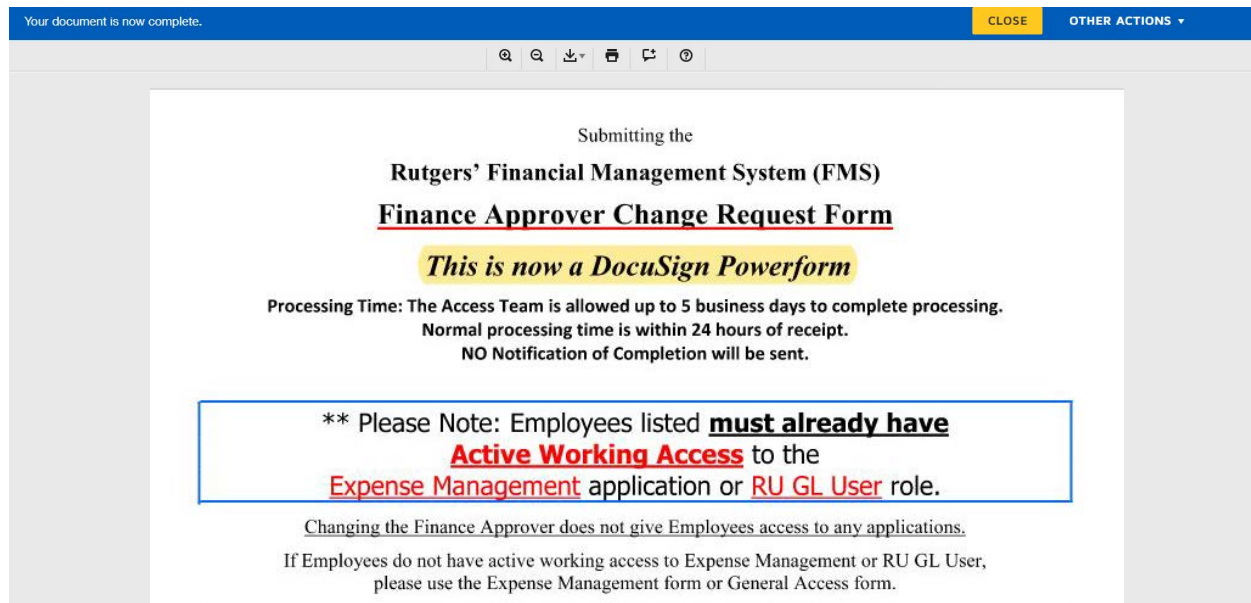 Your document is now complete.
CLOSE
OTHER ACTIONS
Submitting the
Rutgers' Financial Management System (FMS)
Finance Approver Change Request Form
This is now a DocuSign Powerform
Processing Time: The Access Team is allowed up to 5 business days to complete processing.
Normal processing time is within 24 hours of receipt.
NO Notification of Completion will be sent.
** Please Note: Employees listed must already have
Active Working Access to the
Expense Management application or RU GL User role.
Changing the Finance Approver does not give Employees access to any applications.
If Employees do not have active working access to Expense Management or RU GL User,
please use the Expense Management form or General Access form.